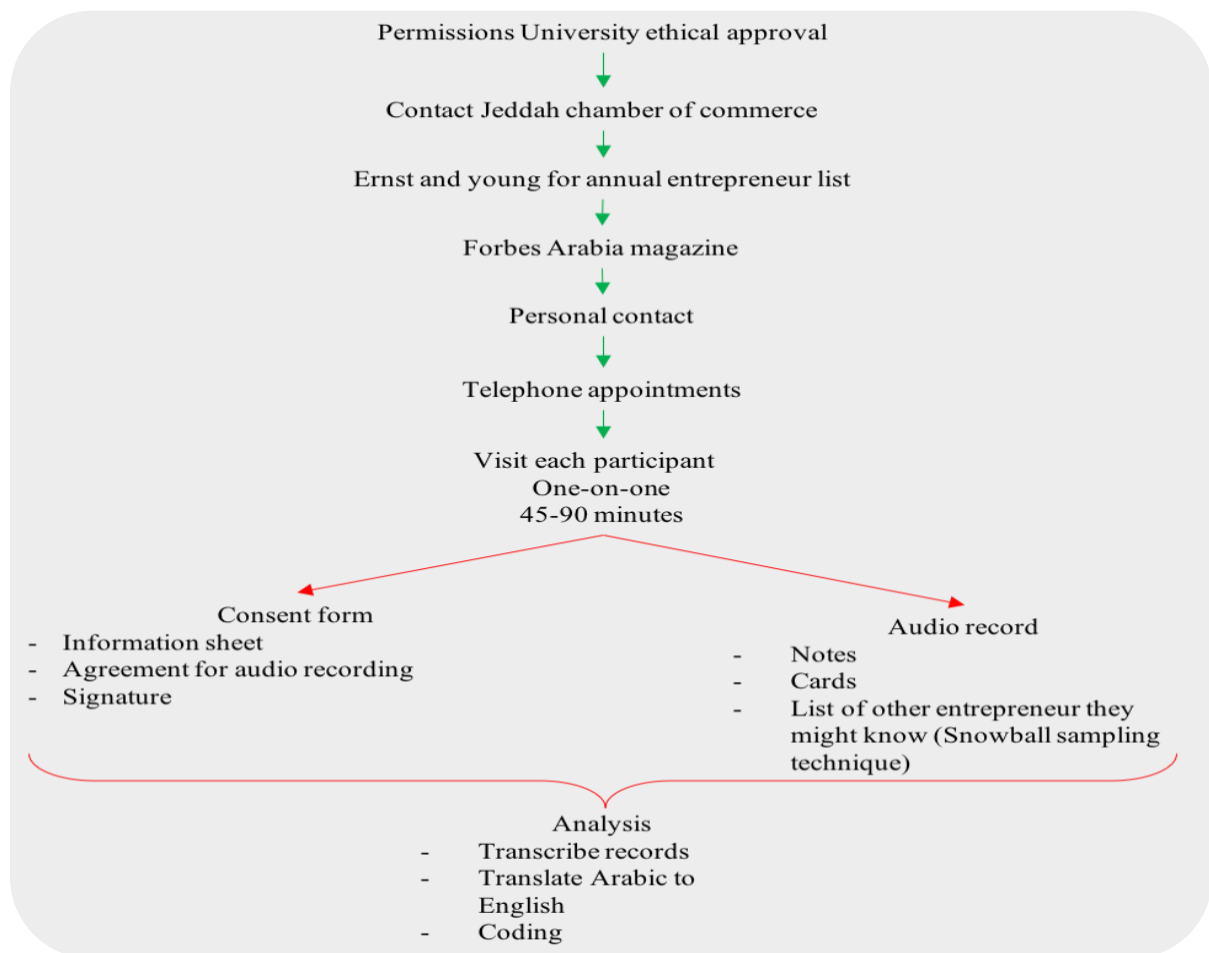 Permissions University ethical approval
Contact Jeddah chamber of commerce
Ernst and young for annual entrepreneur list
Forbes Arabia magazine
Personal contact
Telephone appointments
Visit each participant
One-on-one
45-90 minutes
Consent form
- Information sheet
- Agreement for audio recording
- Signature
Audio record
- Notes
- Cards
- List of other entrepreneur they
might know (Snowball sampling
technique)
Analysis
- Transcribe records
- Translate Arabic to
English
- Coding